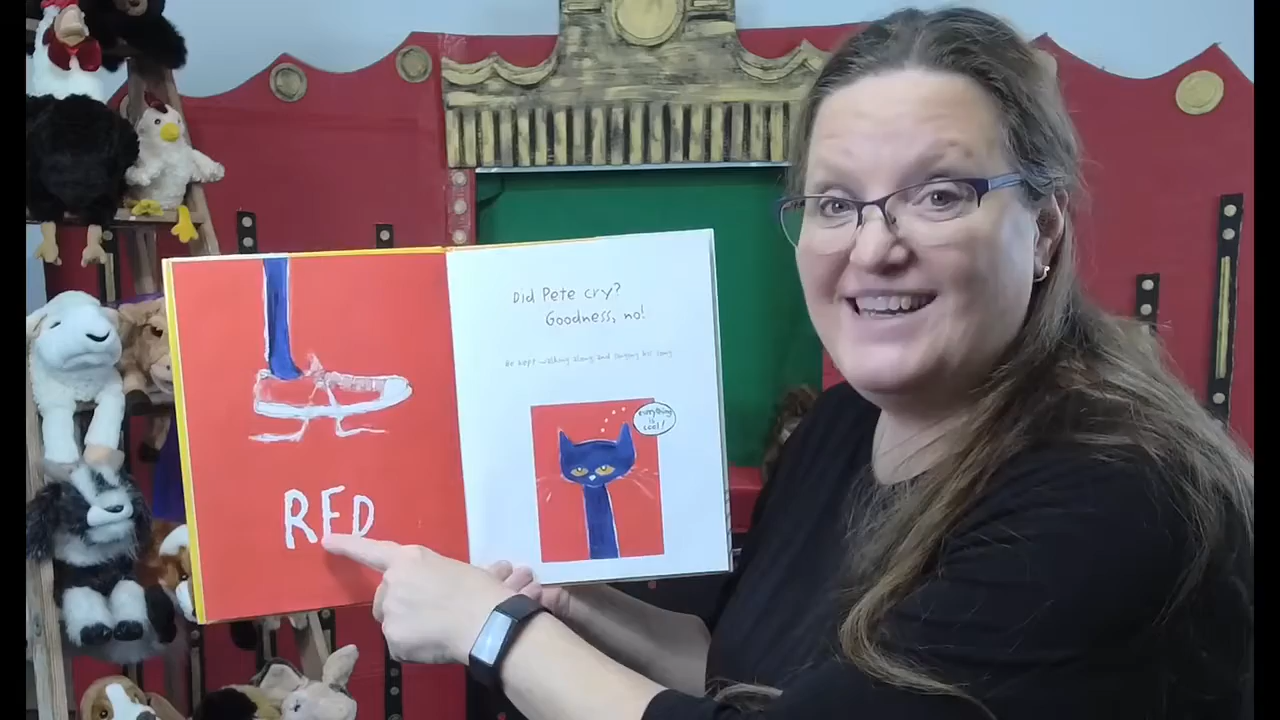 RED
Did Pete cry?
Goodness, no!
He kept walking along and singing his song
everything
is
cool!